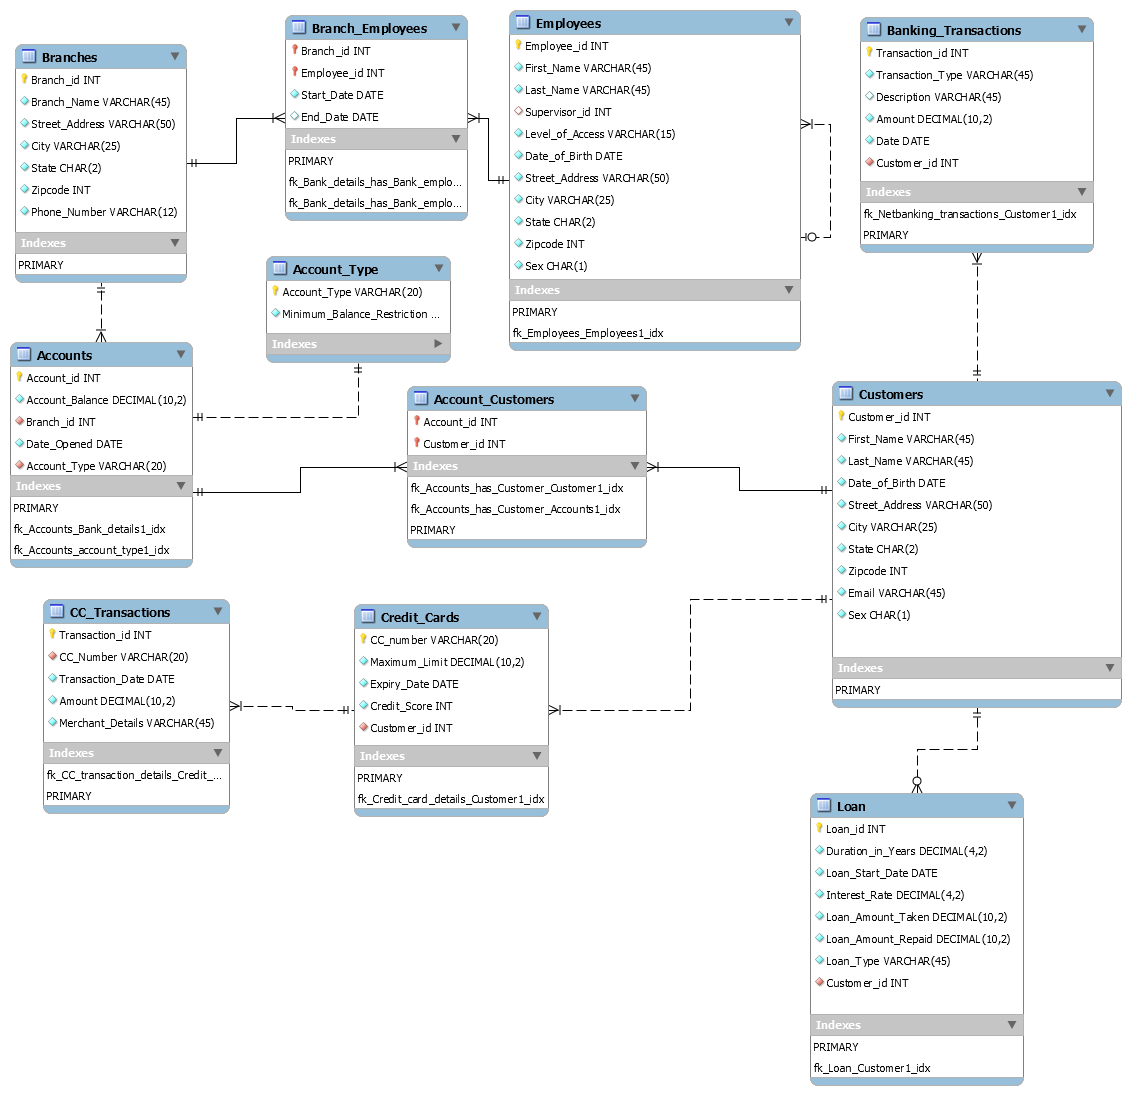 Branches
Branch_id INT
Branch_Name VARCHAR(45)
Street_Address VARCHAR(50)
City VARCHAR(25)
State CHAR(2)
Zipcode INT
Phone_Number VARCHAR(12)
Indexes
PRIMARY
Branch_Employees
Branch_id INT
Employee_id INT
Start_Date DATE
End_Date DATE
Indexes
PRIMARY
fk_Bank_details_has_Bank_emplo...
fk_Bank_details_has_Bank_emplo...
Employees
Employee_id INT
First_Name VARCHAR(45)
Last_Name VARCHAR(45)
Supervisor_id INT
Level_of_Access VARCHAR(15)
Date_of_Birth DATE
Street_Address VARCHAR(50)
City VARCHAR(25)
State CHAR(2)
Zipcode INT
Sex CHAR(1)
Indexes
PRIMARY
fk_Employees_Employees1_idx
Banking_Transactions
Transaction_id INT
Transaction_Type VARCHAR(45)
Description VARCHAR(45)
Amount DECIMAL(10,2)
Date DATE
Customer_id INT
Indexes
fk_Netbanking_transactions_Customer1_idx
PRIMARY
Account_Type
Account_Type VARCHAR(20)
Minimum_Balance_Restriction ...
Indexes
Accounts
Account_id INT
Account_Balance DECIMAL(10,2)
Branch_id INT
Date_Opened DATE
Account_Type VARCHAR(20)
Indexes
PRIMARY
fk_Accounts_Bank_details1_idx
fk_Accounts_account_type1_idx
Account_Customers
Account_id INT
Customer_id INT
Indexes
fk_Accounts_has_Customer_Customer1_idx
fk_Accounts_has_Customer_Accounts1_idx
PRIMARY
Customers
Customer_id INT
First_Name VARCHAR(45)
Last_Name VARCHAR(45)
Date_of_Birth DATE
Street_Address VARCHAR(50)
City VARCHAR(25)
State CHAR(2)
Zipcode INT
Email VARCHAR(45)
Sex CHAR(1)
Indexes
PRIMARY
CC_Transactions
Transaction_id INT
CC_Number VARCHAR(20)
Transaction_Date DATE
Amount DECIMAL(10,2)
Merchant_Details VARCHAR(45)
Indexes
fk_CC_transaction_details_Credit_...
PRIMARY
Credit_Cards
CC_number VARCHAR(20)
Maximum_Limit DECIMAL(10,2)
Expiry_Date DATE
Credit_Score INT
Customer_id INT
Indexes
PRIMARY
fk_Credit_card_details_Customer1_idx
Loan
Loan_id INT
Duration_in_Years DECIMAL(4,2)
Loan_Start_Date DATE
Interest_Rate DECIMAL(4,2)
Loan_Amount_Taken DECIMAL(10,2)
Loan_Amount_Repaid DECIMAL(10,2)
Loan_Type VARCHAR(45)
Customer_id INT
Indexes
PRIMARY
fk_Loan_Customer1_idx